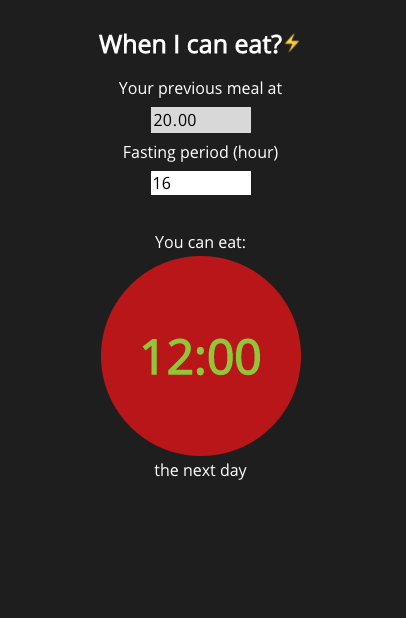 When I can eat?⚡
Your previous meal at
20.00
Fasting period (hour)
16
You can eat:
12:00
the next day